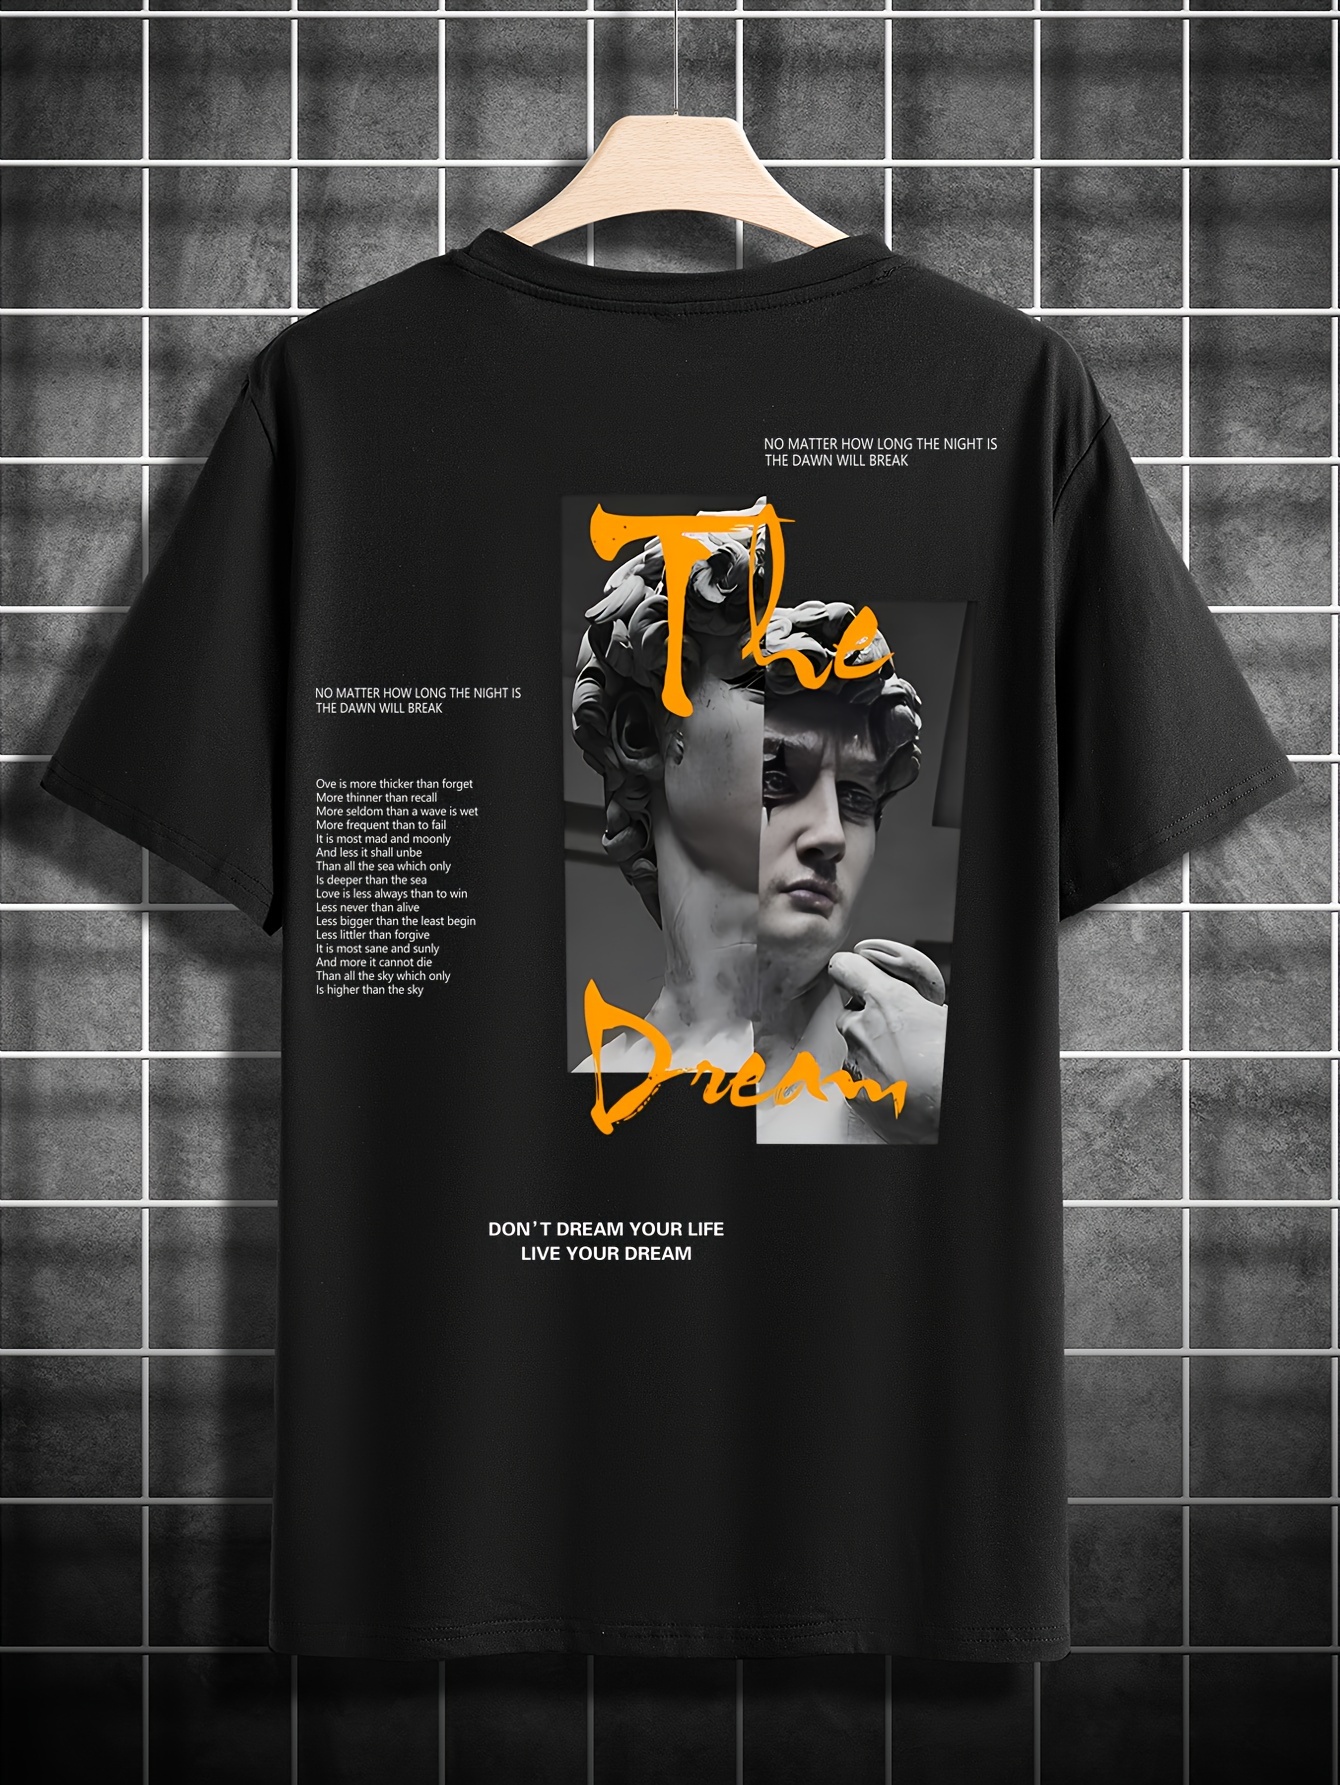 NO MATTER HOW LONG THE NIGHT IS
THE DAWN WILL BREAK
The
NO MATTER HOW LONG THE NIGHT IS
THE DAWN WILL BREAK
Ove is more thicker than forget
More thinner than recall
More seldom than a wave is wet
More frequent than to fail
It is most mad and moonly
And less it shall unbe
Than all the sea which only
Is deeper than the sea
Love is less always than to win
Less never than alive
Less bigger than the least begin
Less littler than forgive
It is most sane and sunly
And more it cannot die
Than all the sky which only
Is higher than the sky
Dream
DON'T DREAM YOUR LIFE
LIVE YOUR DREAM